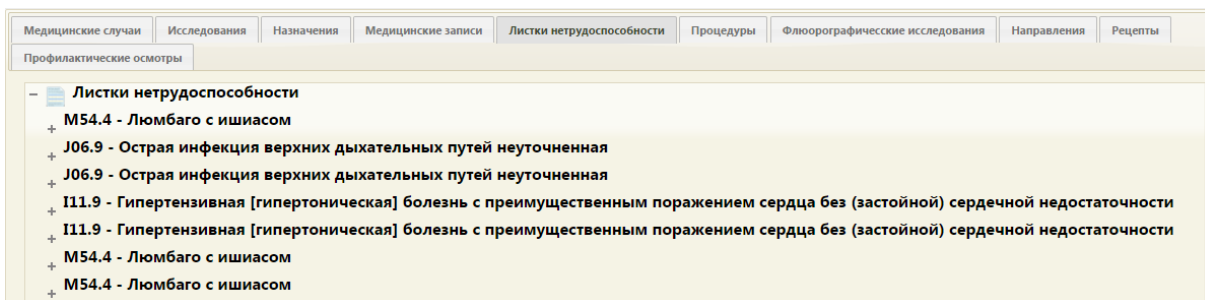 Медицинские случаи Исследования Назначения Медицинские записи Листки нетрудоспособности Процедуры Флюорографичесские исследования Направления Рецепты
Профилактические осмотры
Листки нетрудоспособности
M54.4 - Люмбаго с ишиасом
J06.9 - Острая инфекция верхних дыхательных путей неуточненная
J06.9 - Острая инфекция верхних дыхательных путей неуточненная
I11.9 - Гипертензивная [гипертоническая] болезнь с преимущественным поражением сердца без (застойной) сердечной недостаточности
I11.9 - Гипертензивная [гипертоническая] болезнь с преимущественным поражением сердца без (застойной) сердечной недостаточности
M54.4 - Люмбаго с ишиасом
M54.4 - Люмбаго с ишиасом